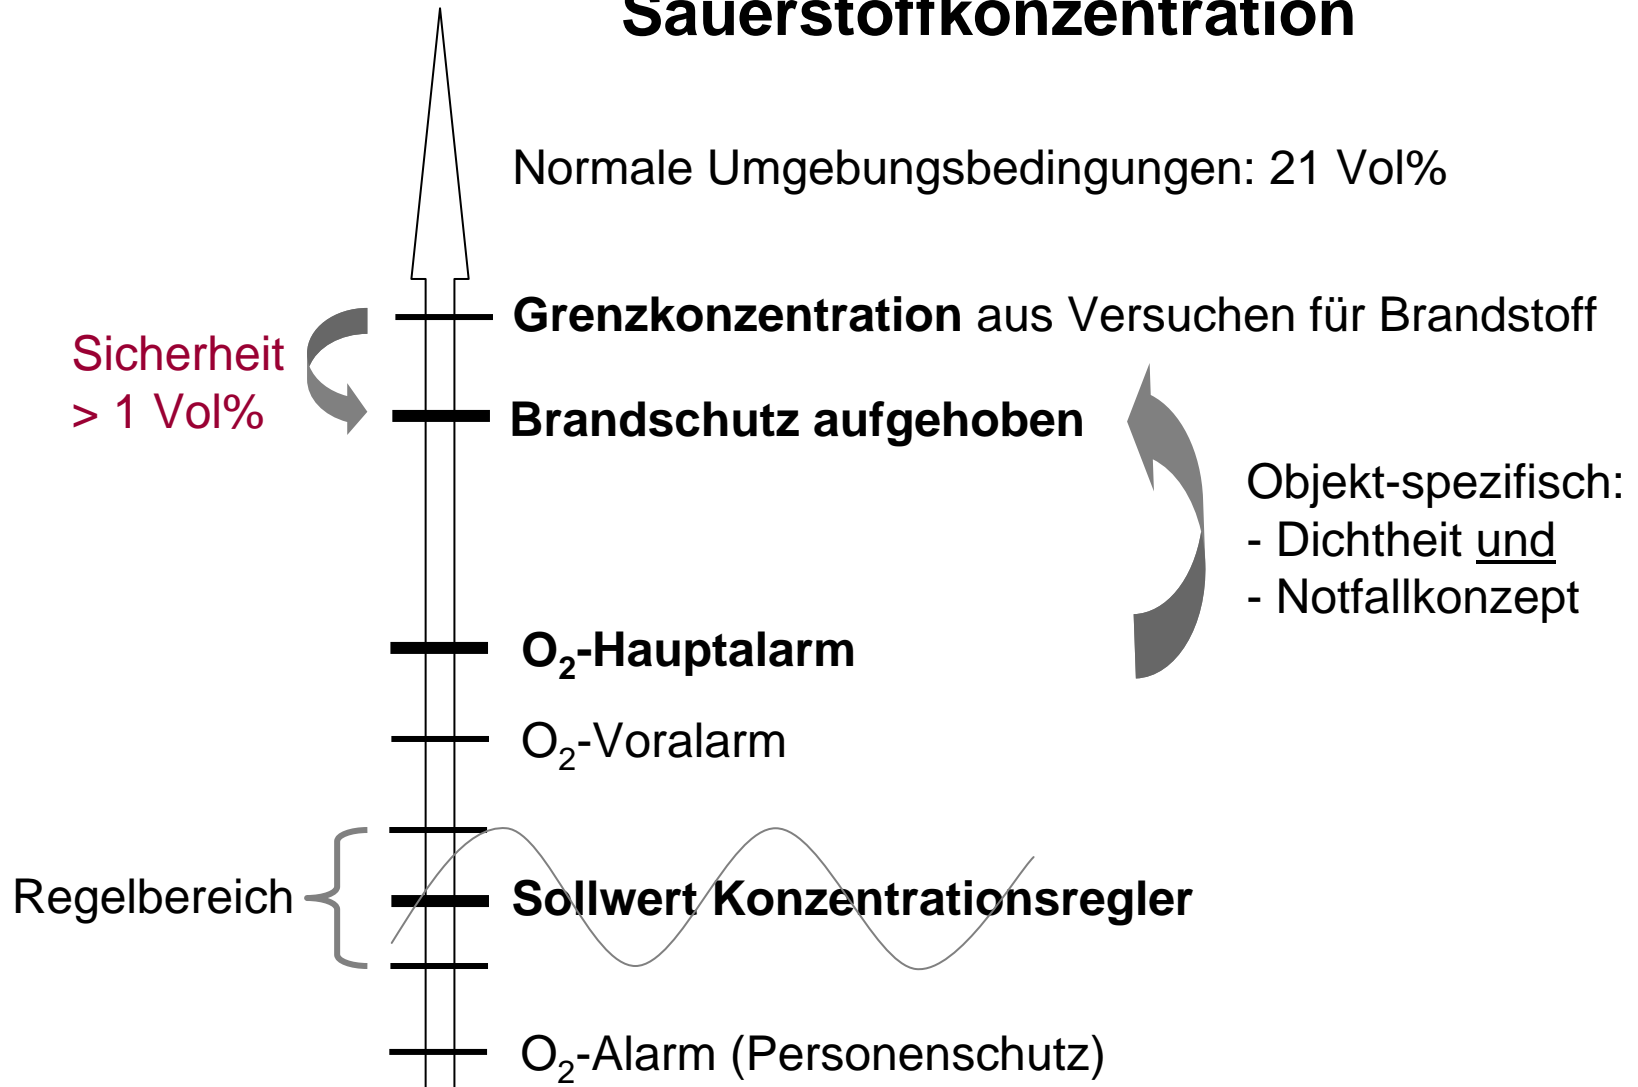 Sauerstoffkonzentration
Normale Umgebungsbedingungen: 21 Vol%
Grenzkonzentration aus Versuchen für Brandstoff
Sicherheit
> 1 Vol%
Brandschutz aufgehoben
Objekt-spezifisch:
- Dichtheit und
- Notfallkonzept
O₂-Hauptalarm
O₂-Voralarm
Regelbereich
Sollwert Konzentrationsregler
O₂-Alarm (Personenschutz)